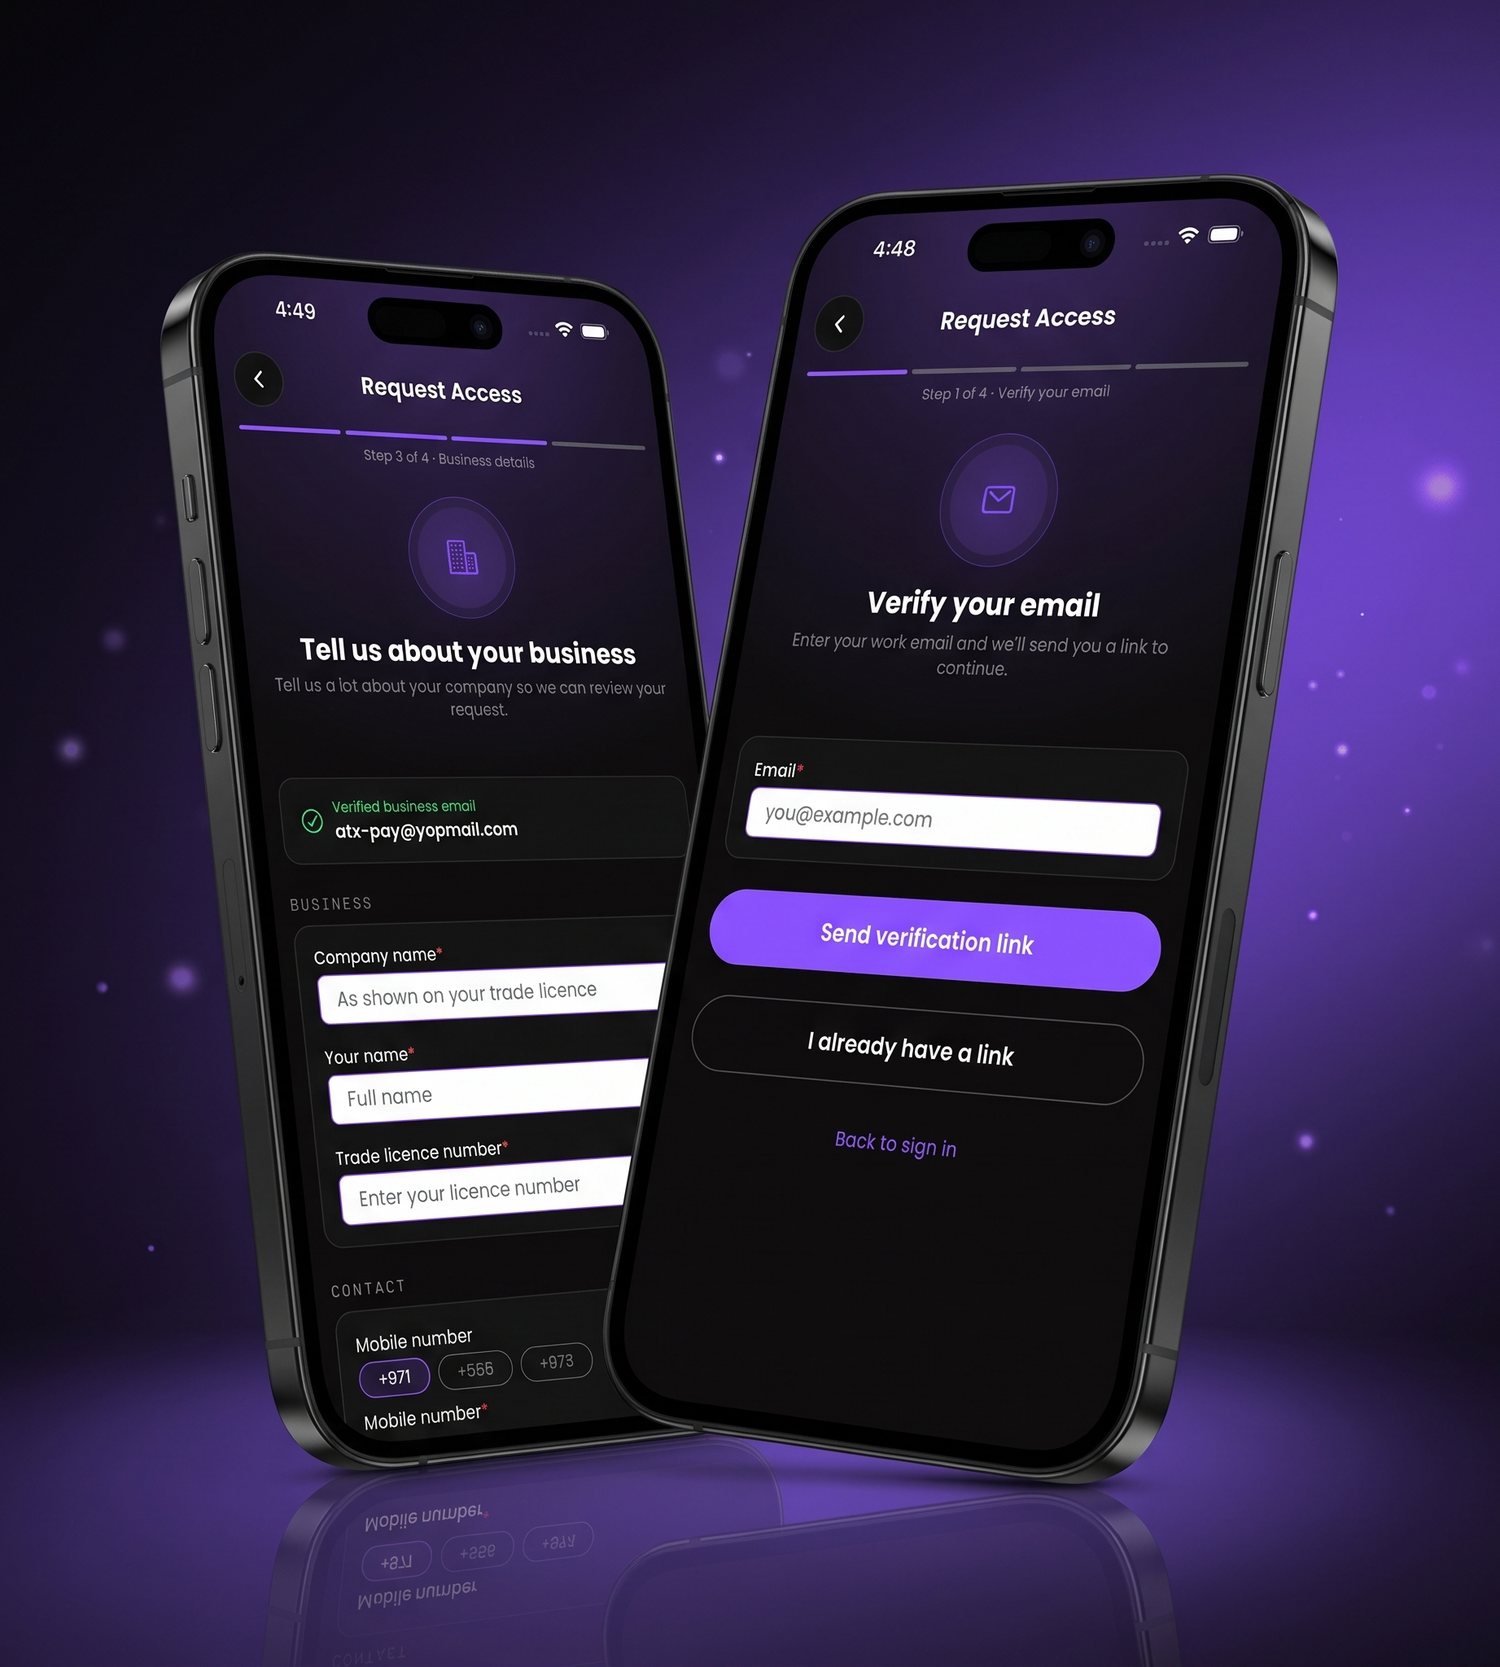 4:49
Request Access
Step 3 of 4 · Business details
Tell us about your business
Tell us a lot about your company so we can review your
request.
Verified business email
atx-pay@yopmail.com
BUSINESS
Company name*
As shown on your trade licence
Your name*
Full name
Trade licence number*
Enter your licence number
CONTACT
Mobile number
+971
+556
+973
Mobile number*
4:48
Request Access
Step 1 of 4 · Verify your email
Verify your email
Enter your work email and we'll send you a link to
continue.
Email*
you@example.com
Send verification link
I already have a link
Back to sign in